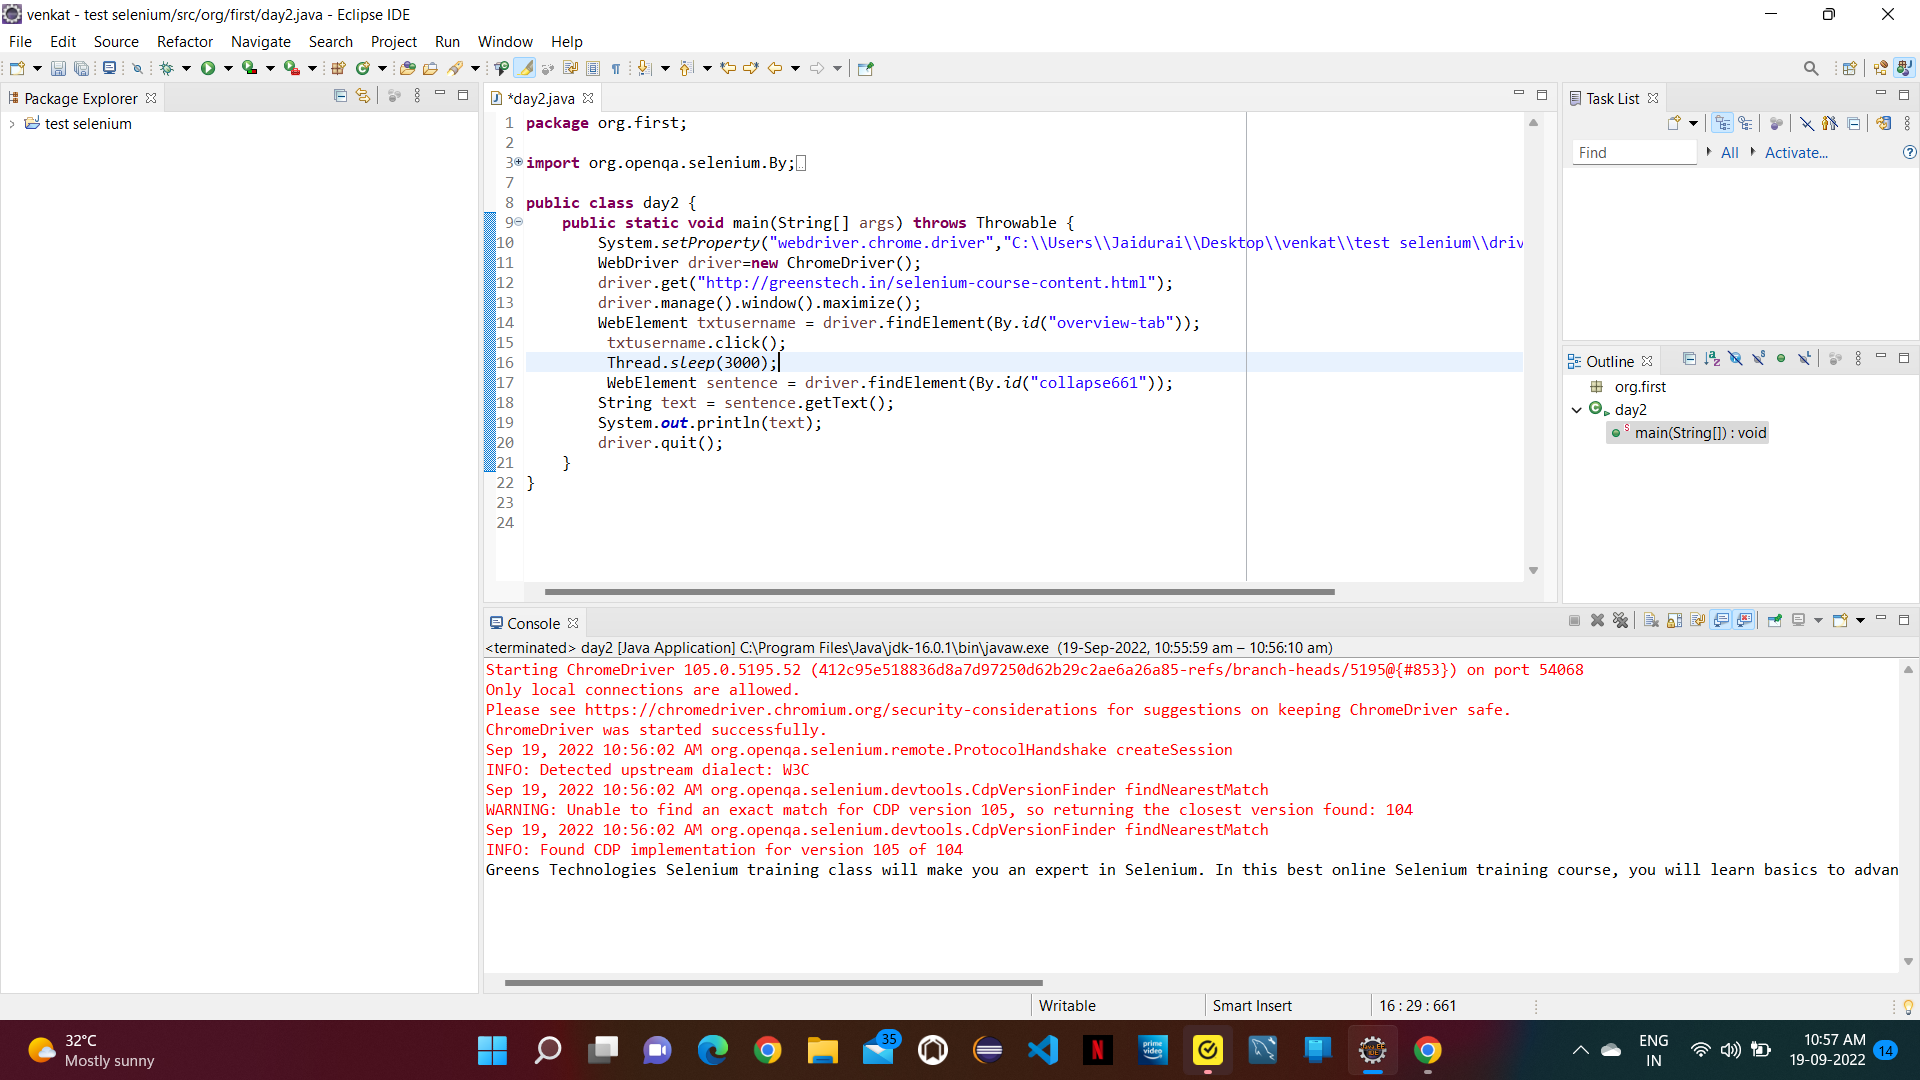 venkat - test selenium/src/org/first/day2.java - Eclipse IDE
File Edit Source Refactor Navigate Search Project Run Window Help
Package Explorer
test selenium
*day2.java
1 package org.first;
2
3 import org.openqa.selenium.By;
7
8 public class day2 {
9 public static void main(String[] args) throws Throwable {
10 System.setProperty("webdriver.chrome.driver","C:\\Users\\Jaidurai\\Desktop\\venkat\\test selenium\\driv
11 WebDriver driver=new ChromeDriver();
12 driver.get("http://greenstech.in/selenium-course-content.html");
13 driver.manage().window().maximize();
14 WebElement txtusername = driver.findElement(By.id("overview-tab"));
15 txtusername.click();
16 Thread.sleep(3000);
17 WebElement sentence = driver.findElement(By.id("collapse661"));
18 String text = sentence.getText();
19 System.out.println(text);
20 driver.quit();
21 }
22 }
23
24
Task List
Find All Activate...
Outline
org.first
day2
main(String[]) : void
Console
<terminated> day2 [Java Application] C:\Program Files\Java\jdk-16.0.1\bin\javaw.exe (19-Sep-2022, 10:55:59 am – 10:56:10 am)
Starting ChromeDriver 105.0.5195.52 (412c95e518836d8a7d97250d62b29c2ae6a26a85-refs/branch-heads/5195@{#853}) on port 54068
Only local connections are allowed.
Please see https://chromedriver.chromium.org/security-considerations for suggestions on keeping ChromeDriver safe.
ChromeDriver was started successfully.
Sep 19, 2022 10:56:02 AM org.openqa.selenium.remote.ProtocolHandshake createSession
INFO: Detected upstream dialect: W3C
Sep 19, 2022 10:56:02 AM org.openqa.selenium.devtools.CdpVersionFinder findNearestMatch
WARNING: Unable to find an exact match for CDP version 105, so returning the closest version found: 104
Sep 19, 2022 10:56:02 AM org.openqa.selenium.devtools.CdpVersionFinder findNearestMatch
INFO: Found CDP implementation for version 105 of 104
Greens Technologies Selenium training class will make you an expert in Selenium. In this best online Selenium training course, you will learn basics to advan
Writable Smart Insert 16 : 29 : 661
32°C
Mostly sunny
35
prime video
ENG
IN
10:57 AM
19-09-2022
14